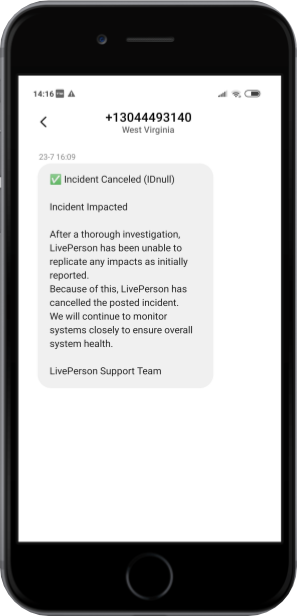 14:16
+13044493140
West Virginia
23-7 16:09
✅ Incident Canceled (IDnull)
Incident Impacted
After a thorough investigation,
LivePerson has been unable to
replicate any impacts as initially
reported.
Because of this, LivePerson has
cancelled the posted incident.
We will continue to monitor
systems closely to ensure overall
system health.
LivePerson Support Team